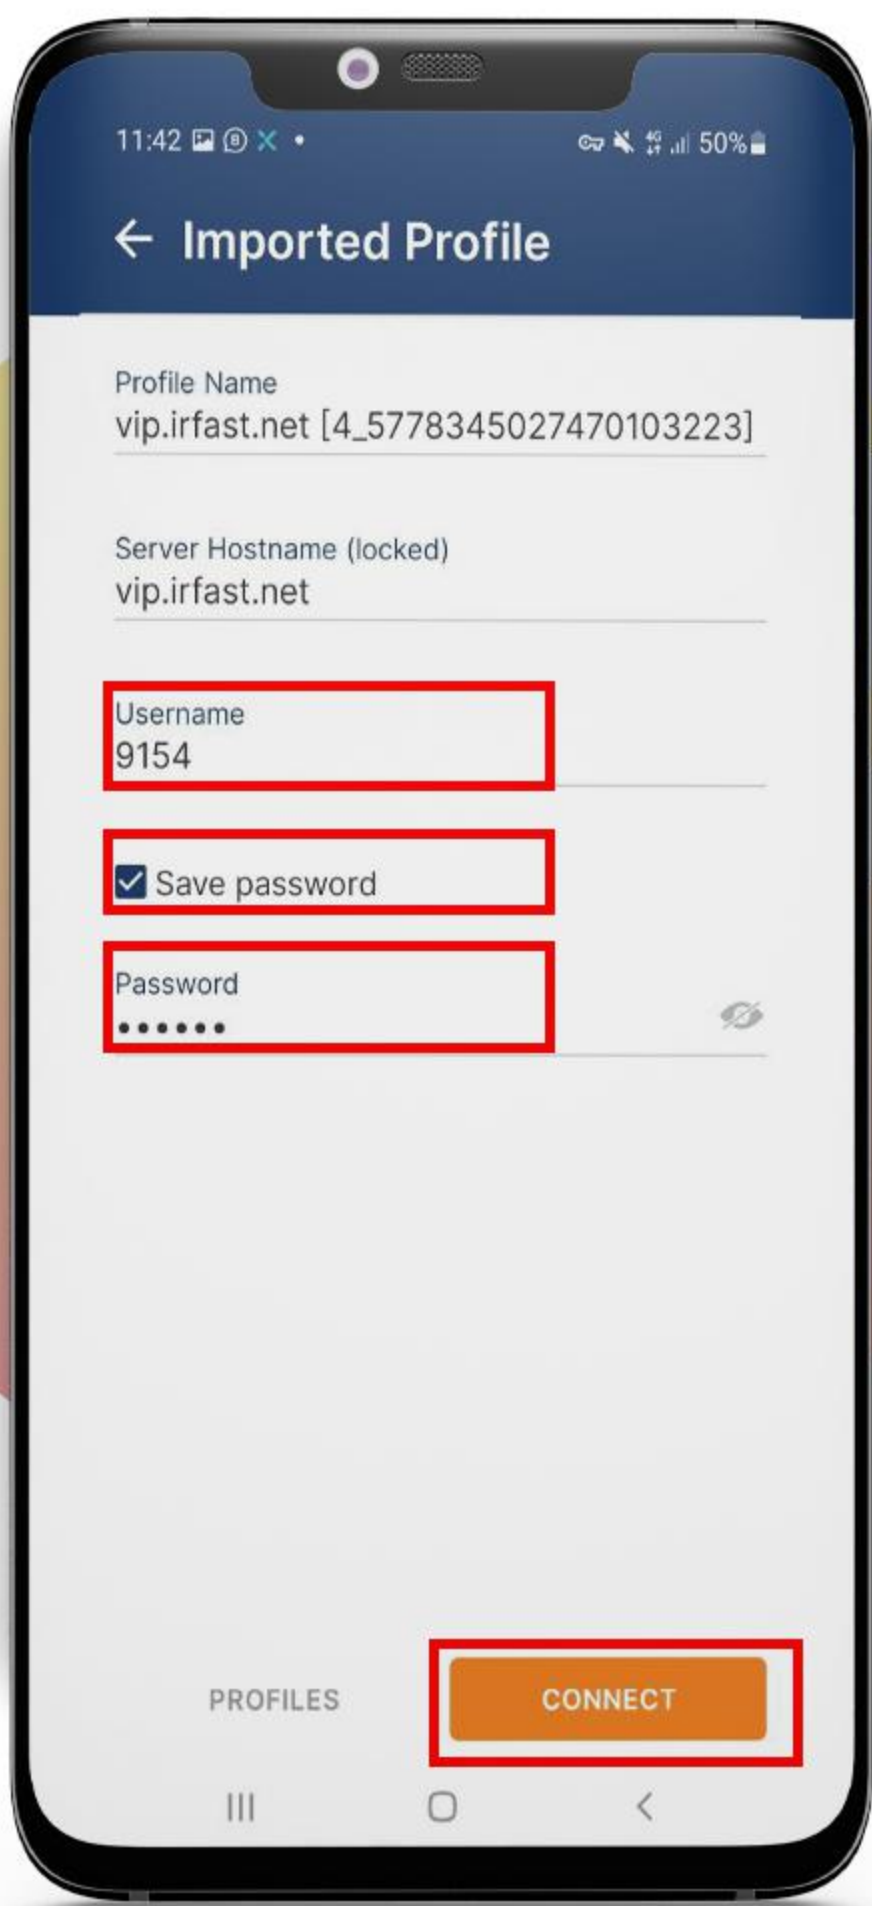 11:42
4G
50%
Imported Profile
Profile Name
vip.irfast.net [4_5778345027470103223]
Server Hostname (locked)
vip.irfast.net
Username
9154
Save password
Password
••••••
PROFILES
CONNECT